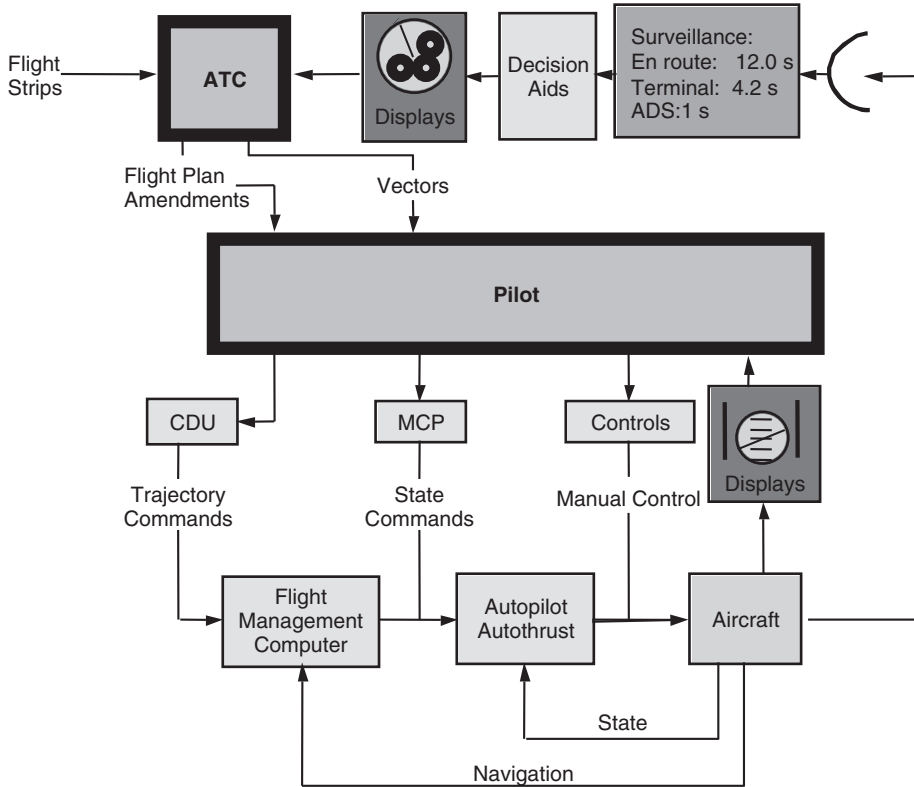 Flight
Strips
ATC
Displays
Decision
Aids
Surveillance:
En route: 12.0 s
Terminal: 4.2 s
ADS:1 s
Flight Plan
Amendments
Vectors
Pilot
CDU
MCP
Controls
Displays
Trajectory
Commands
State
Commands
Manual Control
Flight
Management
Computer
Autopilot
Autothrust
Aircraft
State
Navigation